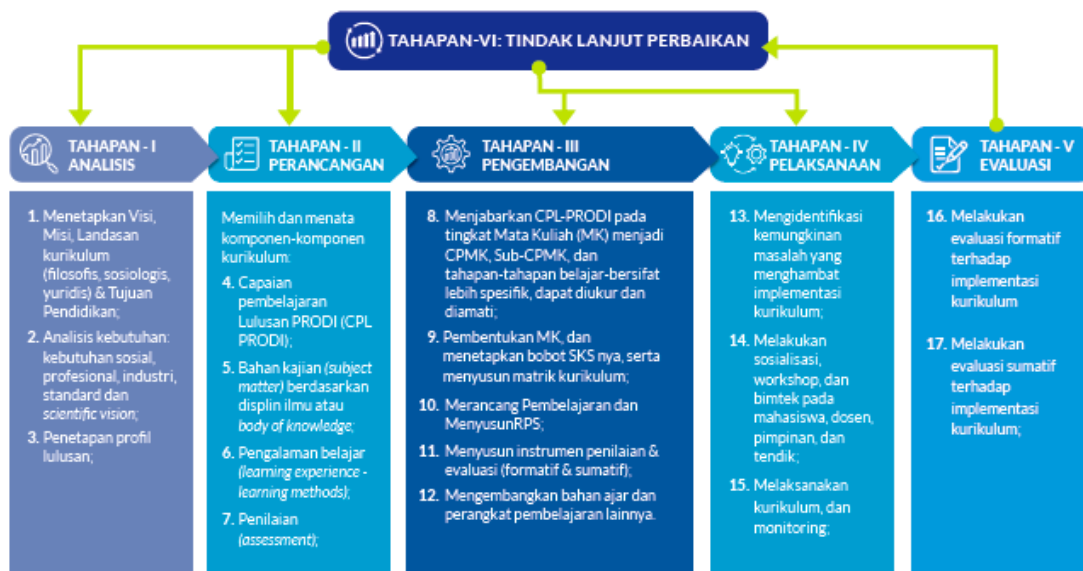 TAHAPAN-VI: TINDAK LANJUT PERBAIKAN
TAHAPAN - I
ANALISIS
1. Menetapkan Visi,
Misi, Landasan
kurikulum
(filosofis, sosiologis,
yuridis) & Tujuan
Pendidikan;
2. Analisis kebutuhan:
kebutuhan sosial,
profesional, industri,
standard dan
scientific vision;
3. Penetapan profil
lulusan;
TAHAPAN - II
PERANCANGAN
Memilih dan menata
komponen-komponen
kurikulum:
4. Capaian
pembelajaran
Lulusan PRODI (CPL
PRODI);
5. Bahan kajian (subject
matter) berdasarkan
displin ilmu atau
body of knowledge;
6. Pengalaman belajar
(learning experience -
learning methods);
7. Penilaian
(assessment);
TAHAPAN - III
PENGEMBANGAN
8. Menjabarkan CPL-PRODI pada
tingkat Mata Kuliah (MK) menjadi
CPMK, Sub-CPMK, dan
tahapan-tahapan belajar-bersifat
lebih spesifik, dapat diukur dan
diamati;
9. Pembentukan MK, dan
menetapkan bobot SKS nya, serta
menyusun matrik kurikulum;
10. Merancang Pembelajaran dan
MenyusunRPS;
11. Menyusun instrumen penilaian &
evaluasi (formatif & sumatif);
12. Mengembangkan bahan ajar dan
perangkat pembelajaran lainnya.
TAHAPAN - IV
PELAKSANAAN
13. Mengidentifikasi
kemungkinan
masalah yang
menghambat
implementasi
kurikulum;
14. Melakukan
sosialisasi,
workshop, dan
bimtek pada
mahasiswa, dosen,
pimpinan, dan
tendik;
15. Melaksanakan
kurikulum, dan
monitoring;
TAHAPAN - V
EVALUASI
16. Melakukan
evaluasi formatif
terhadap
implementasi
kurikulum
17. Melakukan
evaluasi sumatif
terhadap
implementasi
kurikulum;